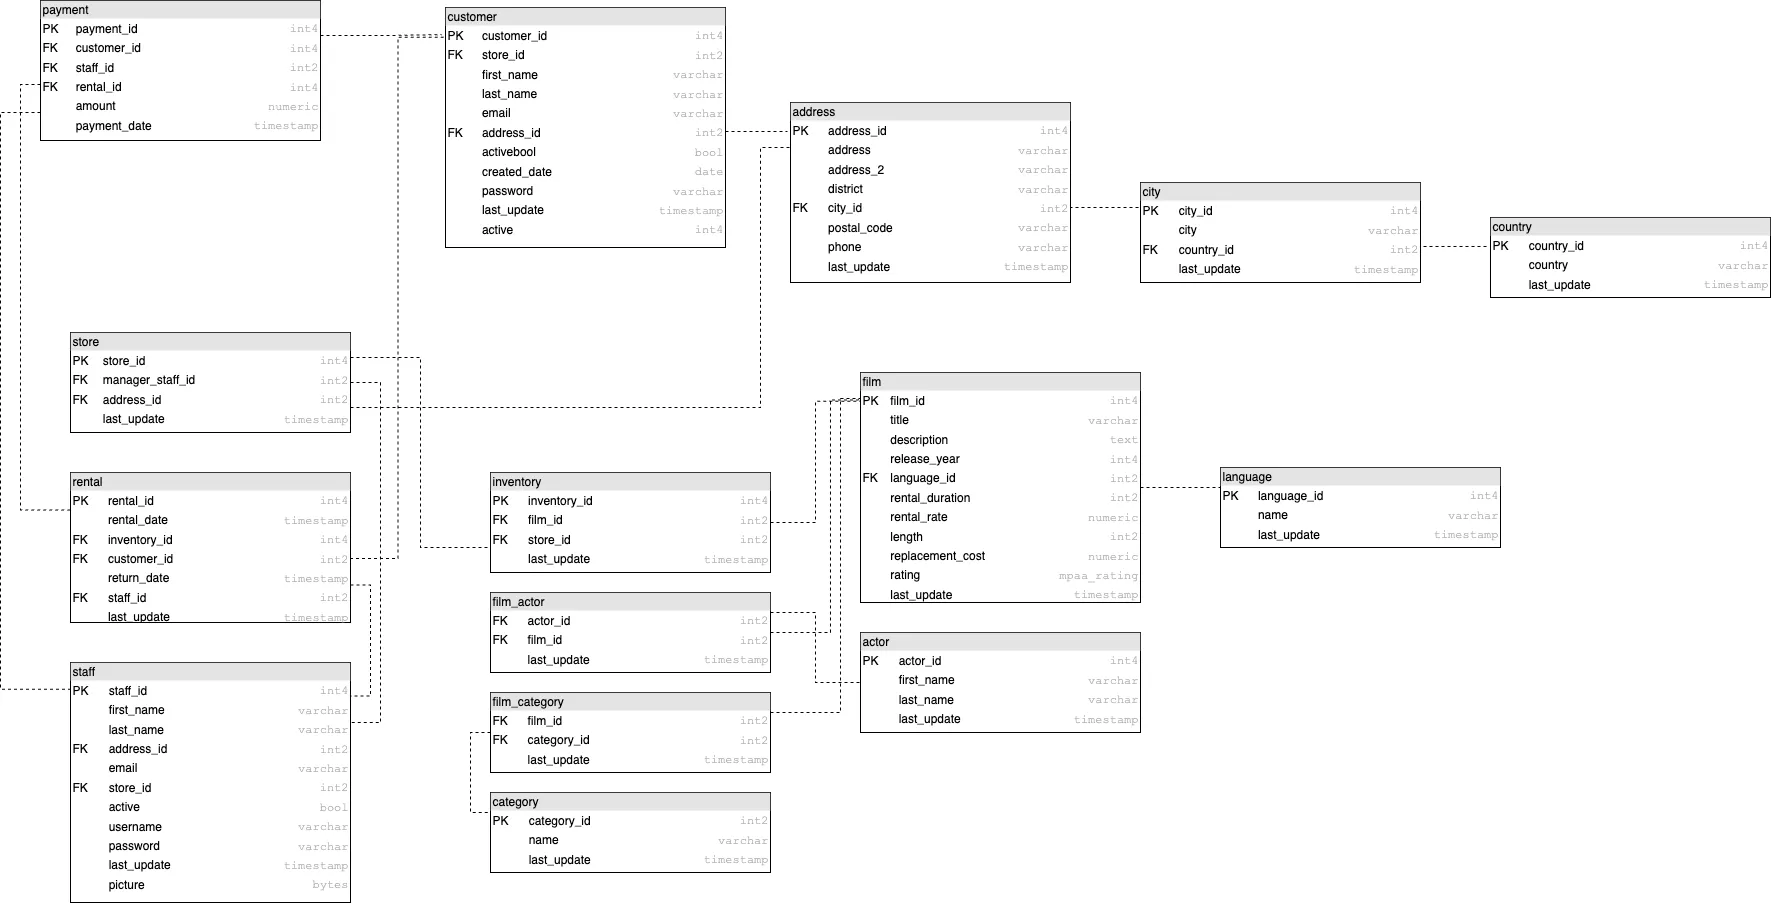 payment
PK payment_id int4
FK customer_id int4
FK staff_id int2
FK rental_id int4
amount numeric
payment_date timestamp
customer
PK customer_id int4
FK store_id int2
first_name varchar
last_name varchar
email varchar
FK address_id int2
activebool bool
created_date date
password varchar
last_update timestamp
active int4
address
PK address_id int4
address varchar
address_2 varchar
district varchar
FK city_id int2
postal_code varchar
phone varchar
last_update timestamp
city
PK city_id int4
city varchar
FK country_id int2
last_update timestamp
country
PK country_id int4
country varchar
last_update timestamp
store
PK store_id int4
FK manager_staff_id int2
FK address_id int2
last_update timestamp
rental
PK rental_id int4
rental_date timestamp
FK inventory_id int4
FK customer_id int2
return_date timestamp
FK staff_id int2
last_update timestamp
staff
PK staff_id int4
first_name varchar
last_name varchar
FK address_id int2
email varchar
FK store_id int2
active bool
username varchar
password varchar
last_update timestamp
picture bytes
inventory
PK inventory_id int4
FK film_id int2
FK store_id int2
last_update timestamp
film_actor
FK actor_id int2
FK film_id int2
last_update timestamp
film_category
FK film_id int2
FK category_id int2
last_update timestamp
category
PK category_id int2
name varchar
last_update timestamp
film
PK film_id int4
title varchar
description text
release_year int4
FK language_id int2
rental_duration int2
rental_rate numeric
length int2
replacement_cost numeric
rating mpaa_rating
last_update timestamp
actor
PK actor_id int4
first_name varchar
last_name varchar
last_update timestamp
language
PK language_id int4
name varchar
last_update timestamp